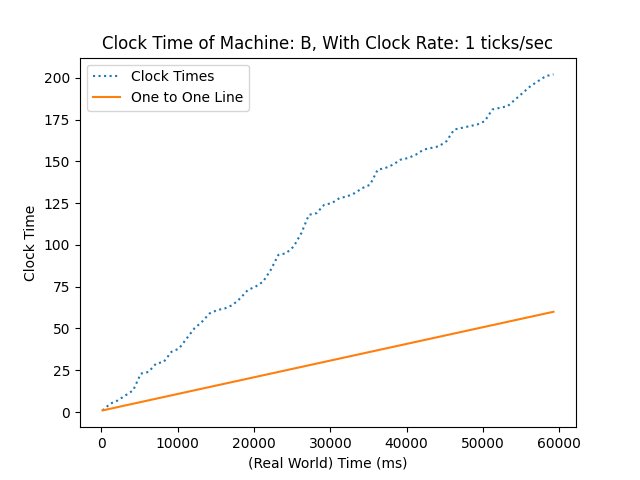 Clock Time of Machine: B, With Clock Rate: 1 ticks/sec
Clock Times
One to One Line
200
175
150
125
100
75
50
25
0
Clock Time
0 10000 20000 30000 40000 50000 60000
(Real World) Time (ms)